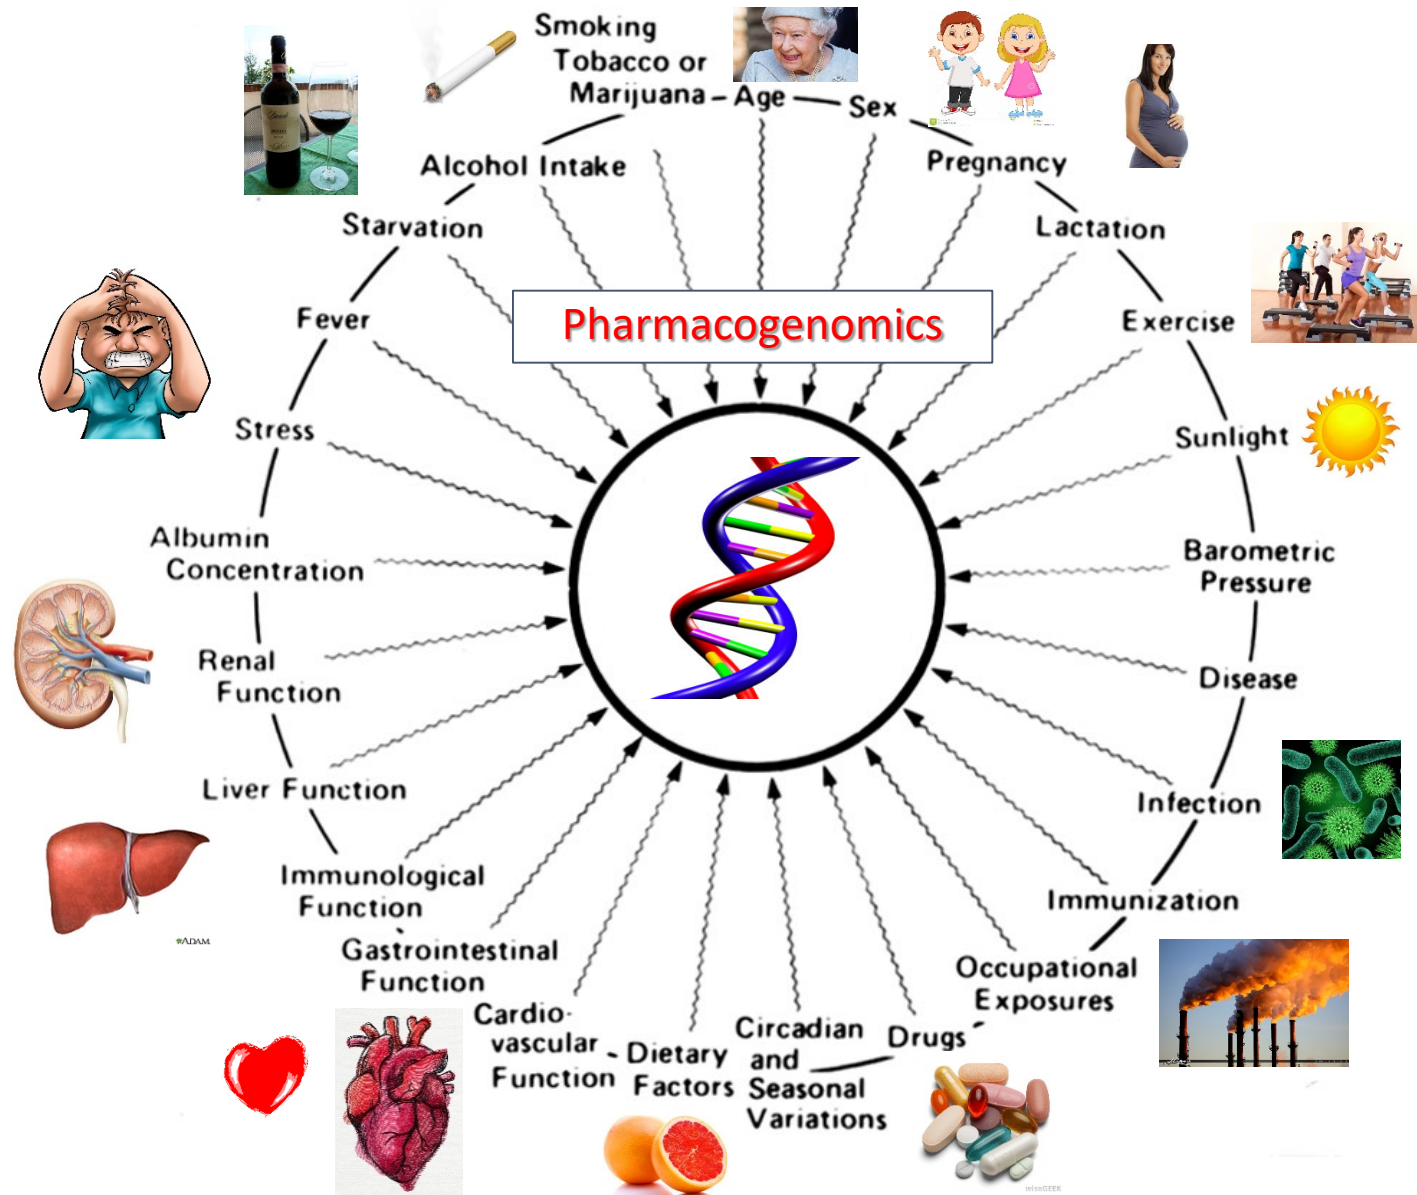 Smoking
Tobacco or
Marijuana
Age
Sex
Pregnancy
Lactation
Exercise
Sunlight
Barometric
Pressure
Disease
Infection
Immunization
Occupational
Exposures
Drugs
Circadian
and
Seasonal
Variations
Dietary
Factors
Cardio-
vascular
Function
Gastrointestinal
Function
Immunological
Function
Liver Function
Renal
Function
Albumin
Concentration
Stress
Fever
Starvation
Alcohol Intake
Pharmacogenomics
ADAM